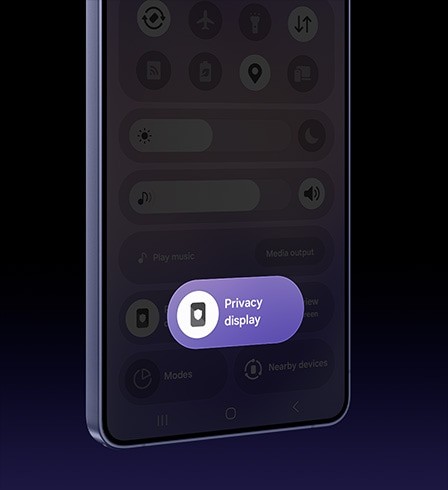 Play music
Media output
Privacy
display
Modes
Nearby devices